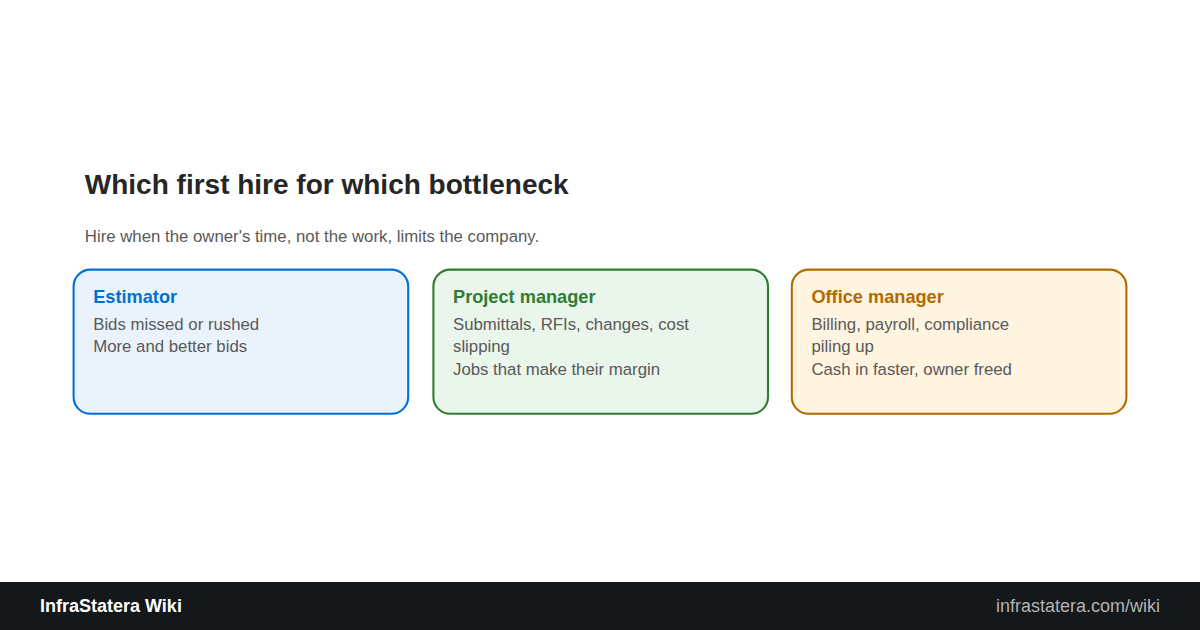 Which first hire for which bottleneck
Hire when the owner's time, not the work, limits the company.
Estimator
Bids missed or rushed
More and better bids
Project manager
Submittals, RFIs, changes, cost
slipping
Jobs that make their margin
Office manager
Billing, payroll, compliance
piling up
Cash in faster, owner freed
InfraStatera Wiki
infrastatera.com/wiki